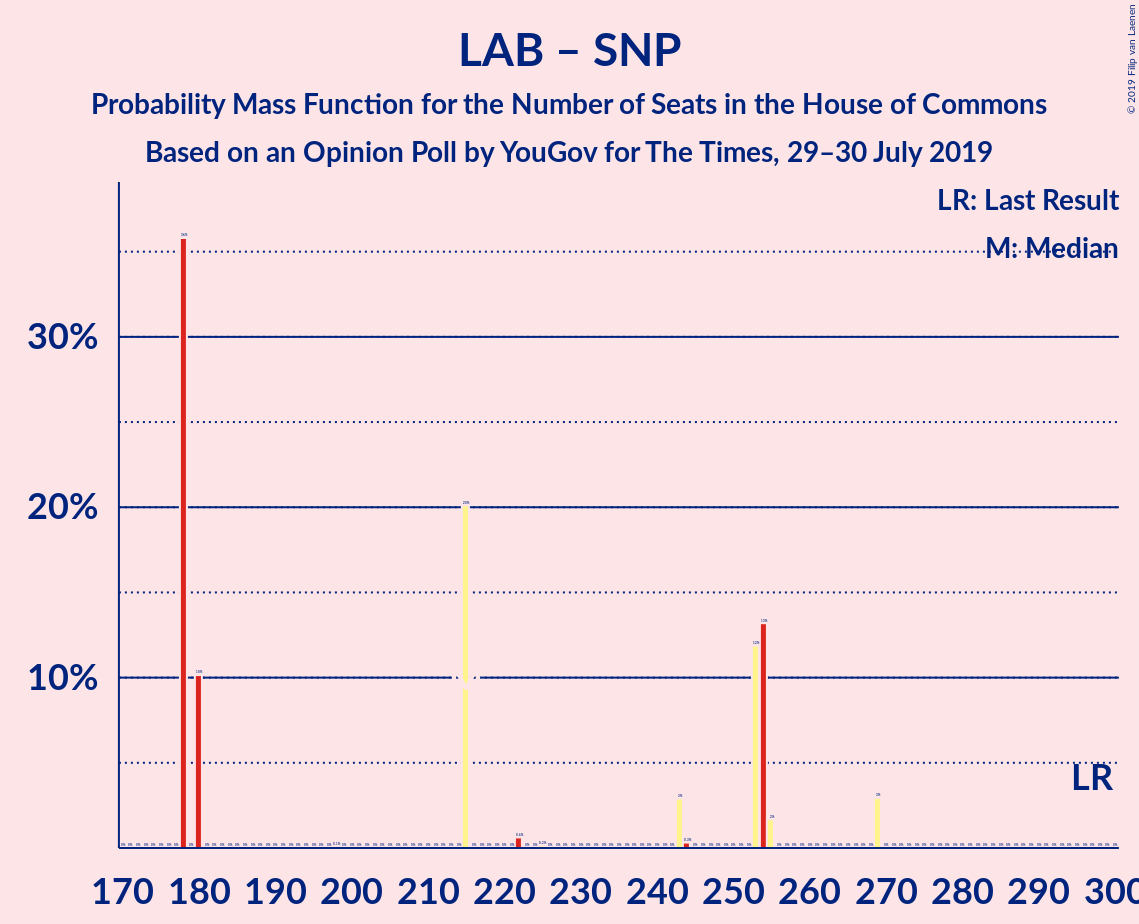 © 2019 Filip van Laenen
LAB – SNP
Probability Mass Function for the Number of Seats in the House of Commons
Based on an Opinion Poll by YouGov for The Times, 29–30 July 2019
LR: Last Result
M: Median
30%
20%
10%
LR
170 180 190 200 210 220 230 240 250 260 270 280 290 300